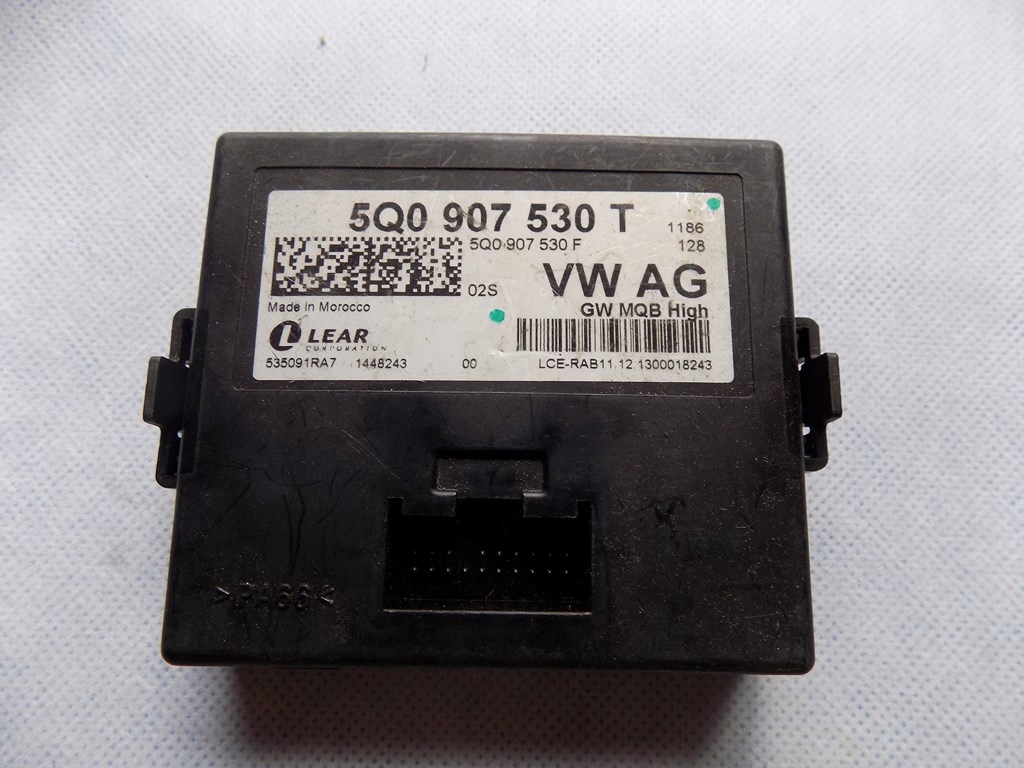 5Q0 907 530 T
1186
5Q0 907 530 F
128
02S
VW AG
Made in Morocco
GW MQB High
LEAR
CORPORATION
535091RA7 1448243 00 LCE-RAB11.12.1300018243
>PA66<